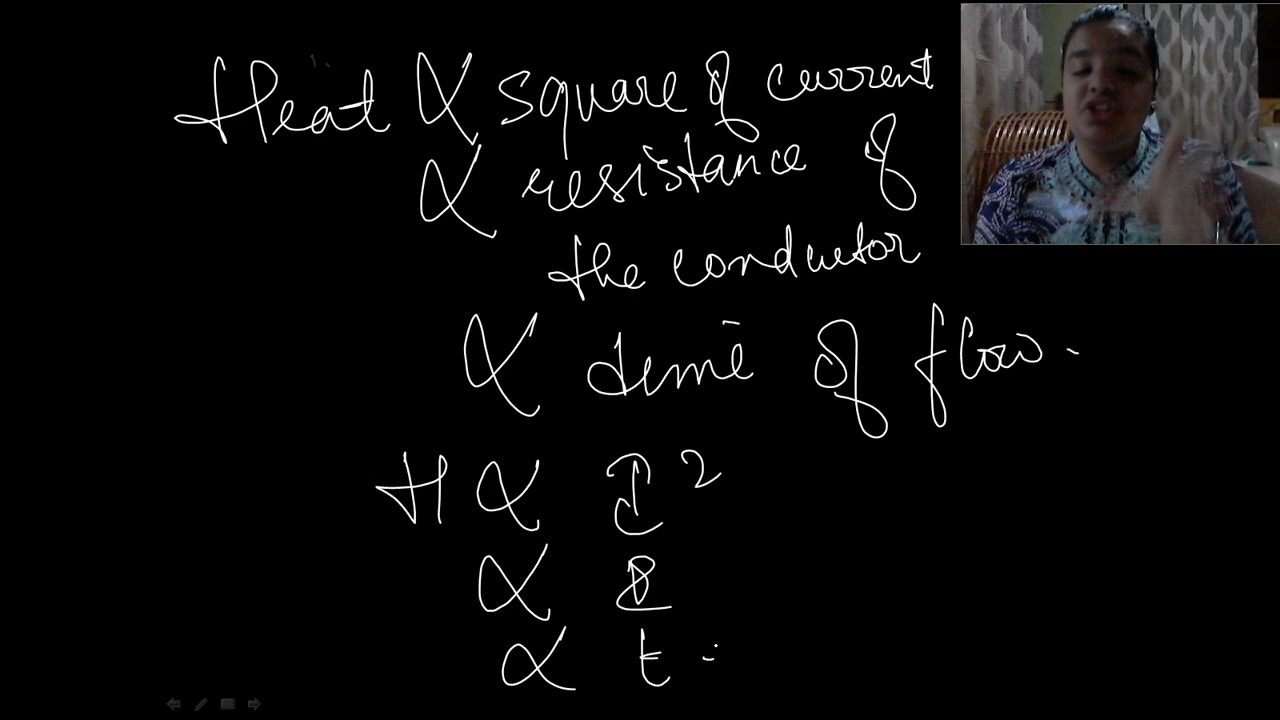 Heat ∝ square of current
∝ resistance of
the conductor
∝ time of flow.
H ∝ I²
∝ R
∝ t.